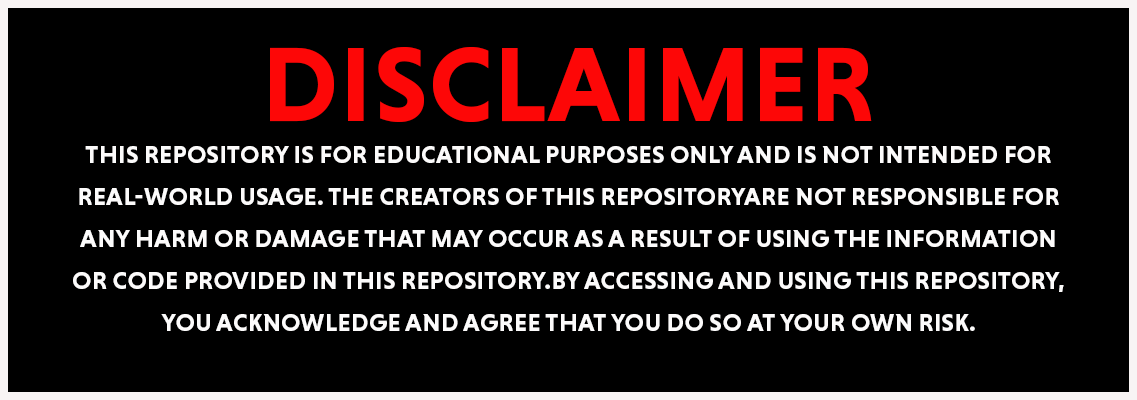 DISCLAIMER
THIS REPOSITORY IS FOR EDUCATIONAL PURPOSES ONLY AND IS NOT INTENDED FOR
REAL-WORLD USAGE. THE CREATORS OF THIS REPOSITORYARE NOT RESPONSIBLE FOR
ANY HARM OR DAMAGE THAT MAY OCCUR AS A RESULT OF USING THE INFORMATION
OR CODE PROVIDED IN THIS REPOSITORY.BY ACCESSING AND USING THIS REPOSITORY,
YOU ACKNOWLEDGE AND AGREE THAT YOU DO SO AT YOUR OWN RISK.